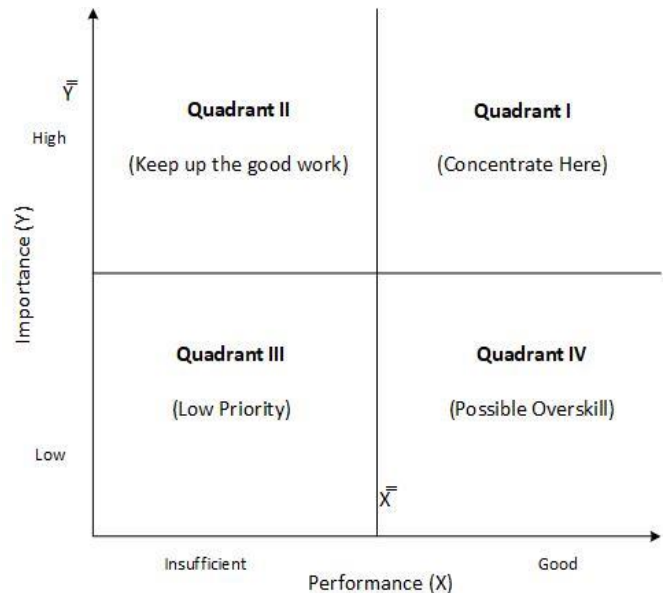 Y̿
High
Importance (Y)
Low
Quadrant II
(Keep up the good work)
Quadrant I
(Concentrate Here)
Quadrant III
(Low Priority)
Quadrant IV
(Possible Overskill)
X̿
Insufficient
Good
Performance (X)